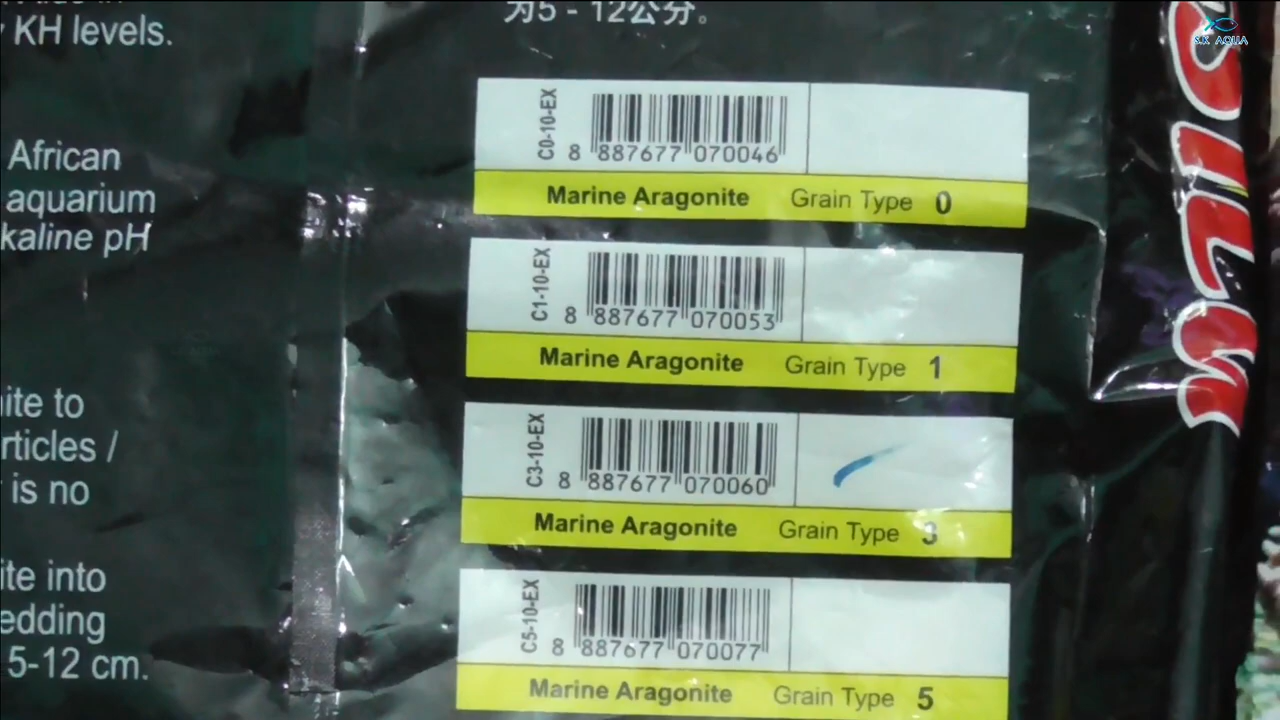 KH levels.
African
aquarium
kaline pH
ite to
rticles /
is no
ite into
edding
5-12 cm.
为5 - 12公分。
C0-10-EX
8 887677 070046
Marine Aragonite Grain Type 0
C1-10-EX
8 887677 070053
Marine Aragonite Grain Type 1
C3-10-EX
8 887677 070060
Marine Aragonite Grain Type 3
C5-10-EX
8 887677 070077
Marine Aragonite Grain Type 5
S.K AQUA